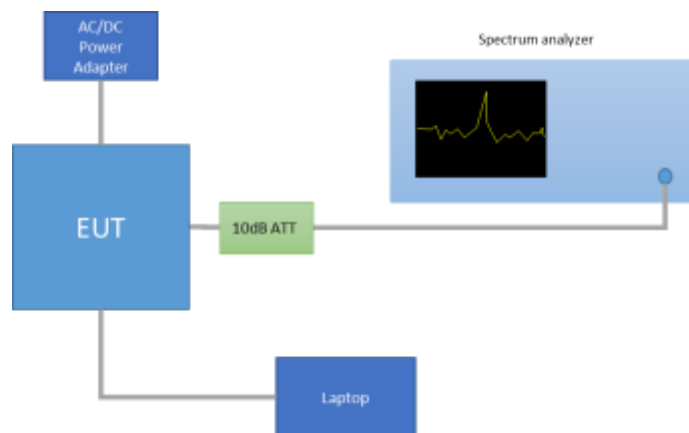 AC/DC
Power
Adapter
Spectrum analyzer
EUT
10dB ATT
Laptop